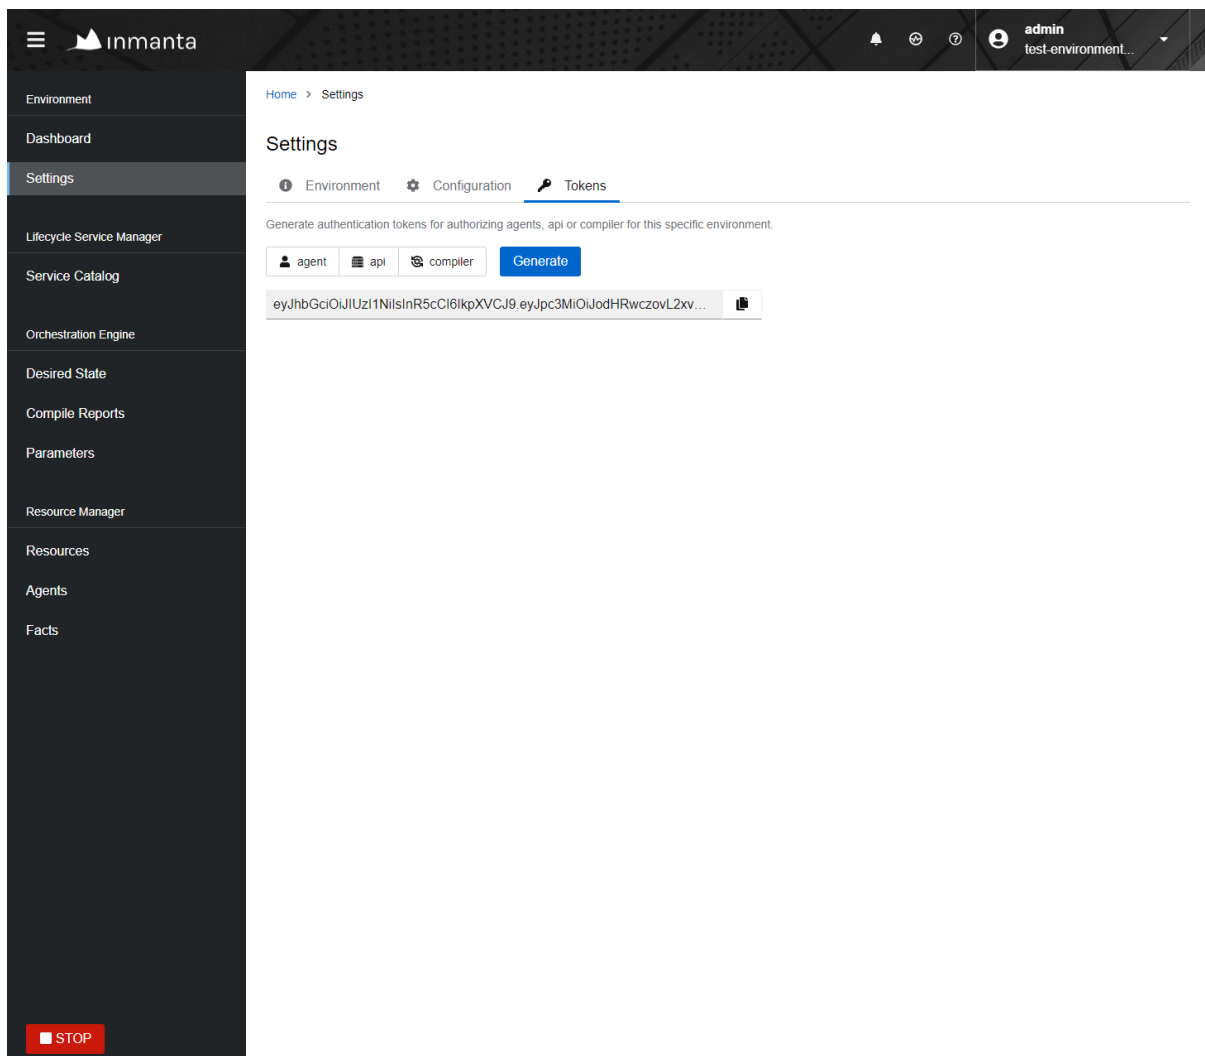 inmanta
admin
test-environment...
Environment
Dashboard
Settings
Lifecycle Service Manager
Service Catalog
Orchestration Engine
Desired State
Compile Reports
Parameters
Resource Manager
Resources
Agents
Facts
STOP
Home > Settings
Settings
Environment Configuration Tokens
Generate authentication tokens for authorizing agents, api or compiler for this specific environment.
agent api compiler Generate
eyJhbGciOiJIUzI1NiIsInR5cCI6IkpXVCJ9.eyJpc3MiOiJodHRwczovL2xv...